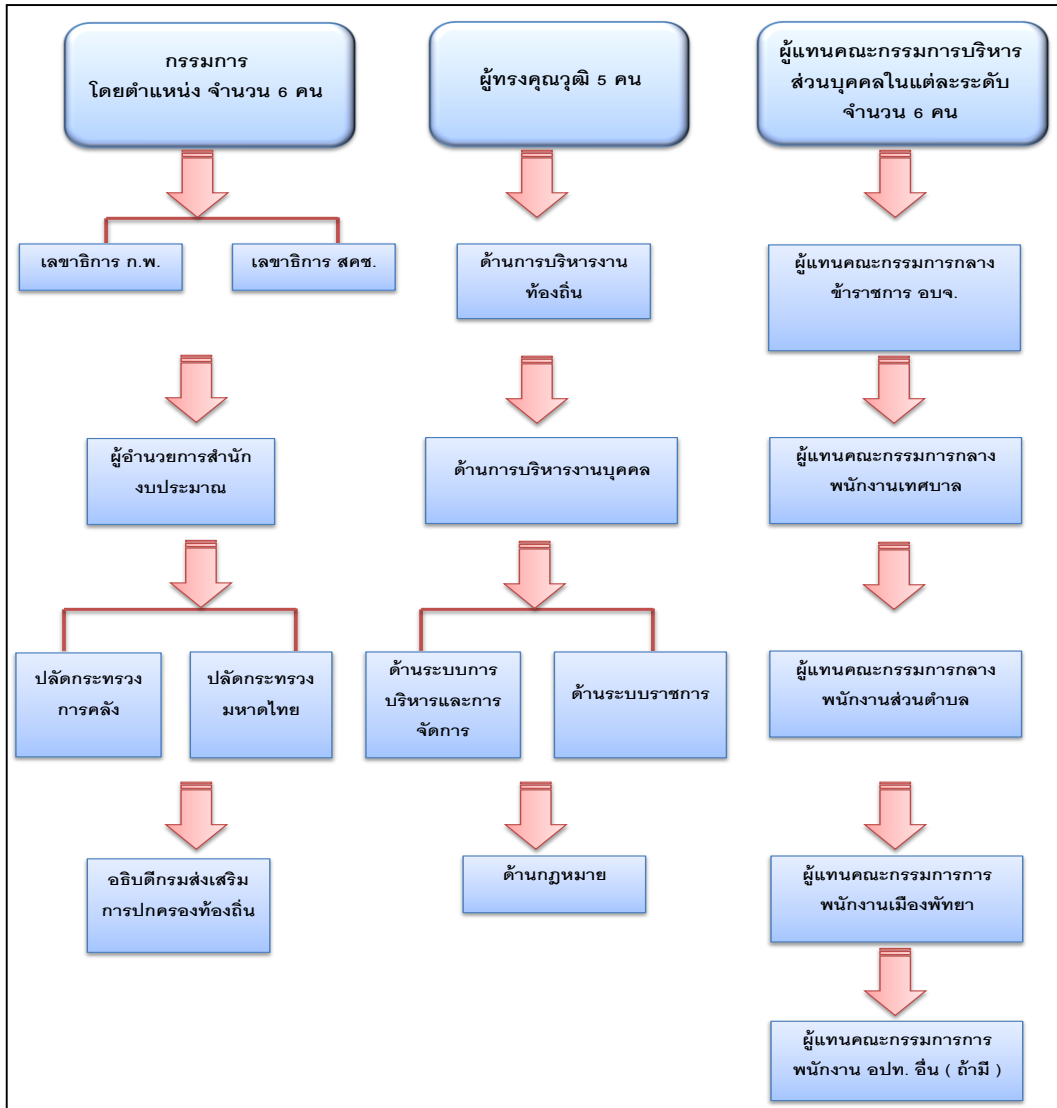 กรรมการ
โดยตำแหน่ง จำนวน 6 คน
ผู้ทรงคุณวุฒิ 5 คน
ผู้แทนคณะกรรมการบริหาร
ส่วนบุคคลในแต่ละระดับ
จำนวน 6 คน
เลขาธิการ ก.พ.
เลขาธิการ สคช.
ด้านการบริหารงาน
ท้องถิ่น
ผู้แทนคณะกรรมการกลาง
ข้าราชการ อบจ.
ผู้อำนวยการสำนัก
งบประมาณ
ด้านการบริหารงานบุคคล
ผู้แทนคณะกรรมการกลาง
พนักงานเทศบาล
ปลัดกระทรวง
การคลัง
ปลัดกระทรวง
มหาดไทย
ด้านระบบการ
บริหารและการ
จัดการ
ด้านระบบราชการ
ผู้แทนคณะกรรมการกลาง
พนักงานส่วนตำบล
อธิบดีกรมส่งเสริม
การปกครองท้องถิ่น
ด้านกฎหมาย
ผู้แทนคณะกรรมการการ
พนักงานเมืองพัทยา
ผู้แทนคณะกรรมการการ
พนักงาน อปท. อื่น ( ถ้ามี )